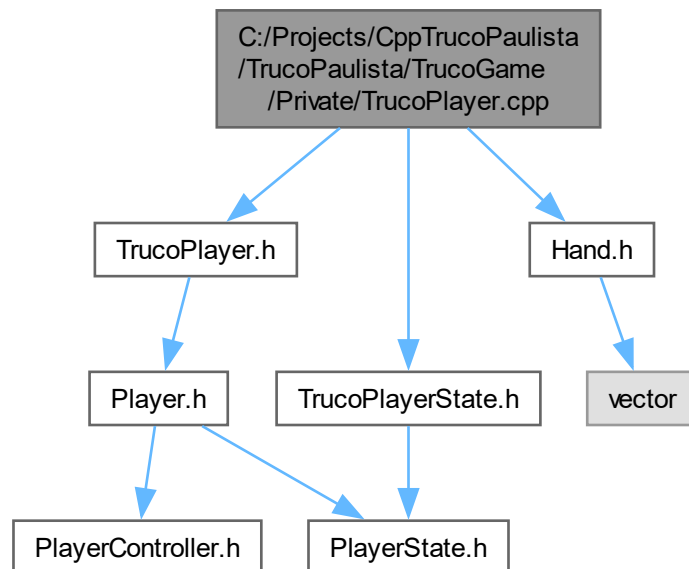 C:/Projects/CppTrucoPaulista
/TrucoPaulista/TrucoGame
/Private/TrucoPlayer.cpp
TrucoPlayer.h
Hand.h
Player.h
TrucoPlayerState.h
vector
PlayerController.h
PlayerState.h